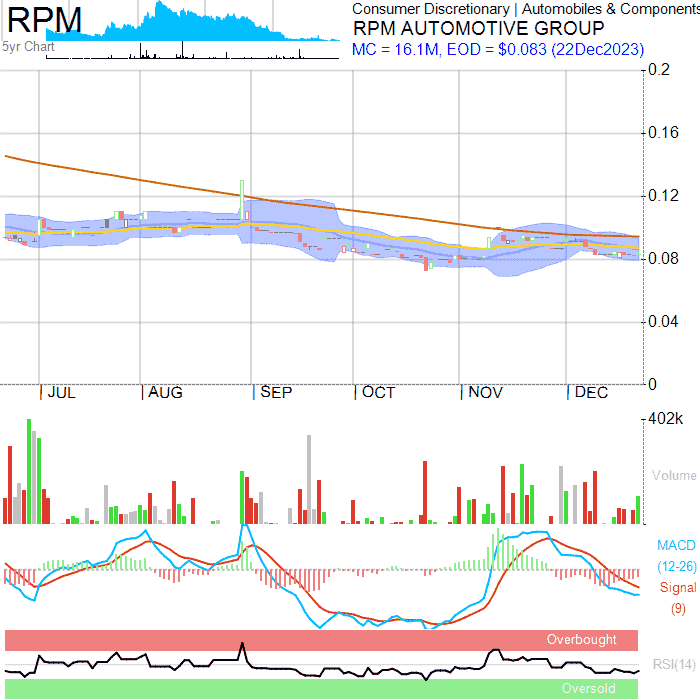 RPM
5yr Chart
Consumer Discretionary | Automobiles & Components
RPM AUTOMOTIVE GROUP
MC = 16.1M, EOD = $0.083 (22Dec2023)
0.2
0.16
0.12
0.08
0.04
0
JUL AUG SEP OCT NOV DEC
402k
Volume
MACD
(12-26)
Signal
(9)
Overbought
RSI(14)
Oversold